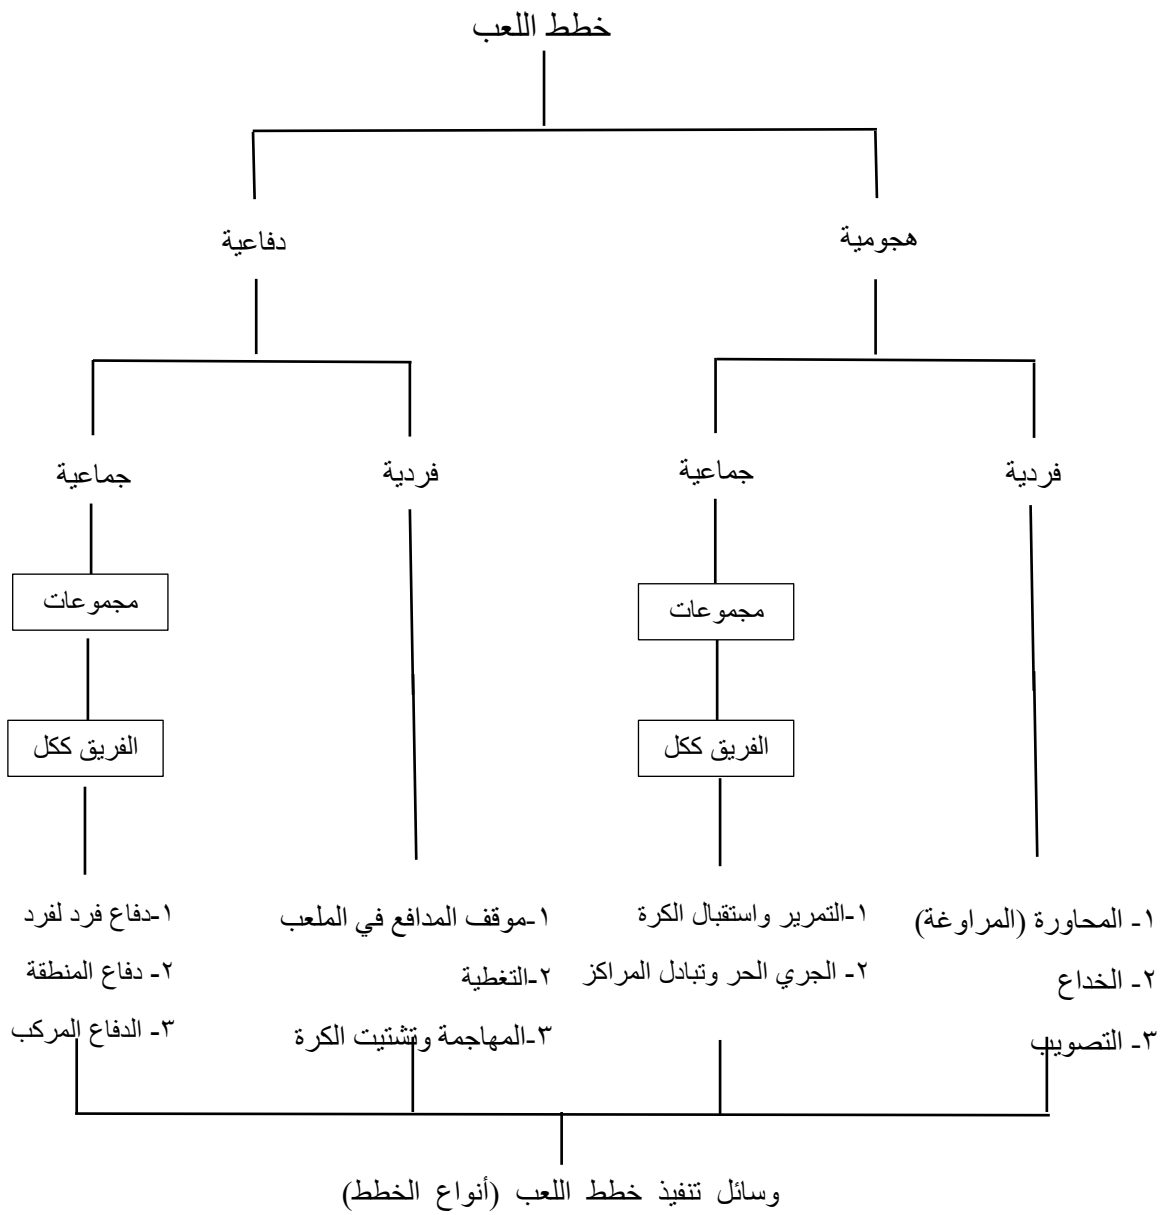 خطط اللعب
هجومية
دفاعية
فردية
جماعية
فردية
جماعية
مجموعات
مجموعات
الفريق ككل
الفريق ككل
١- المحاورة (المراوغة)
٢- الخداع
٣- التصويب
١-التمرير واستقبال الكرة
٢- الجري الحر وتبادل المراكز
١-موقف المدافع في الملعب
٢-التغطية
٣-المهاجمة وتشتيت الكرة
١-دفاع فرد لفرد
٢- دفاع المنطقة
٣- الدفاع المركب
وسائل تنفيذ خطط اللعب (أنواع الخطط)